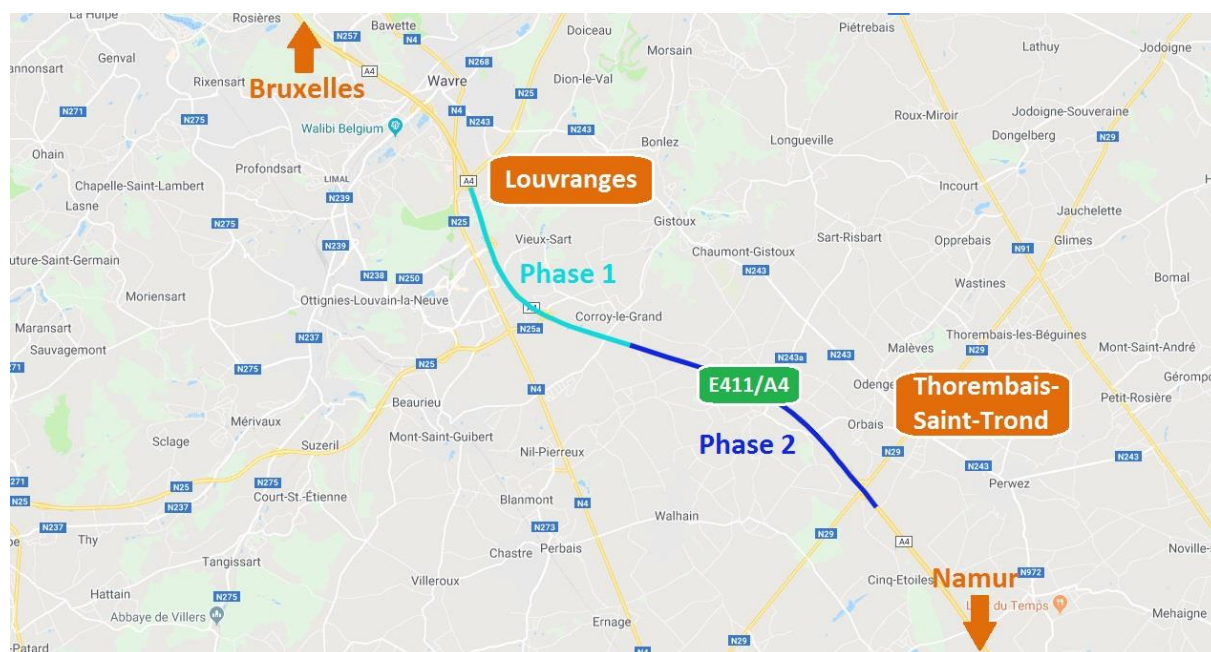 La Hulpe
Rosières
Bawette
Doiceau
Piétrebais
N257
N4
Morsain
Lathuy
Jodoigne
annonsart
Genval
A4
N268
Bruxelles
Rixensart
Wavre
Dion-le-Val
N25
N271
N275
N4
N243
Walibi Belgium
N243
Bonlez
Longueville
Roux-Miroir
Jodoigne-Souveraine
Dongelberg
N29
Ohain
Profondsart
Chapelle-Saint-Lambert
LIMAL
A4
Louvranges
Incourt
Lasne
N239
N275
N25
Gistoux
Jauchelette
Vieux-Sart
Sart-Risbart
Opprebais
N91
Glimes
outure-Saint-Germain
N239
Chaumont-Gistoux
N243
N238
N250
Phase 1
Bomal
Moriensart
Ottignies-Louvain-la-Neuve
Wastines
A4
Corroy-le-Grand
Maransart
N237
N25a
Thorembais-les-Béguines
Sauvagemont
N29
Mont-Saint-André
271
N275
N25
N243a
N243
Malèves
E411/A4
Odenge
Thorembais-
Saint-Trond
Gérompo
N4
Petit-Rosière
Beaurieu
Mérivaux
Orbais
Sclage
Suzeril
Mont-Saint-Guibert
Phase 2
Nil-Pierreux
N29
N243
N243
271
N25
N275
N25
Court-St.-Étienne
Blanmont
N4
Perwez
N237
N237
Thy
N273
Walhain
N29
Chastre
Perbais
A4
Noville-s
Tangissart
Villeroux
Cinq-Etoiles
Namur
N972
Hattain
N275
du Temps
Abbaye de Villers
Mehaigne
Ernage
N29
-Patard
N4